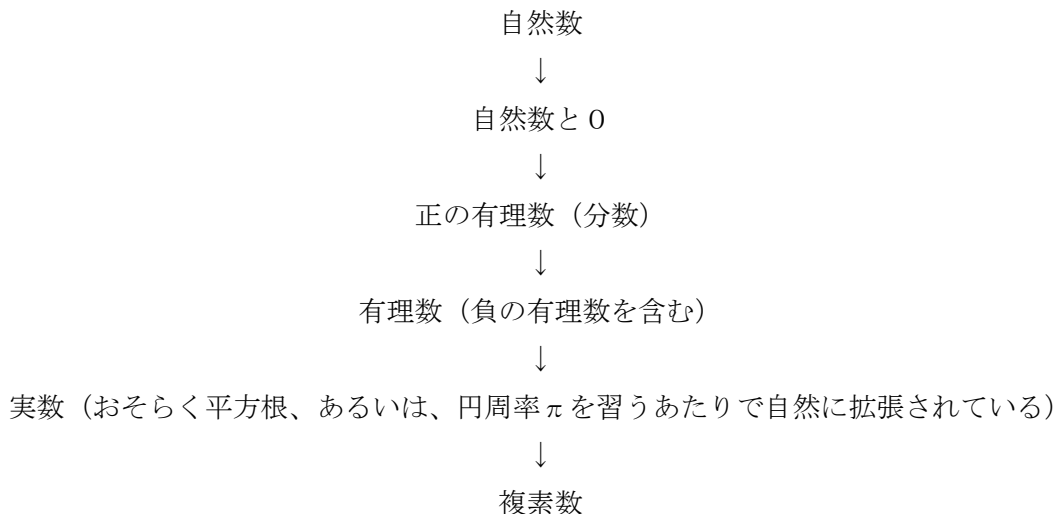 自然数
↓
自然数と０
↓
正の有理数（分数）
↓
有理数（負の有理数を含む）
↓
実数（おそらく平方根、あるいは、円周率πを習うあたりで自然に拡張されている）
↓
複素数